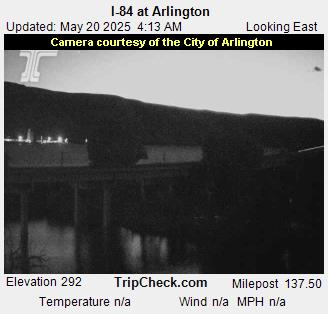 I-84 at Arlington
Updated: May 20 2025 4:13 AM Looking East
Camera courtesy of the City of Arlington
Elevation 292 TripCheck.com Milepost 137.50
Temperature n/a Wind n/a MPH n/a